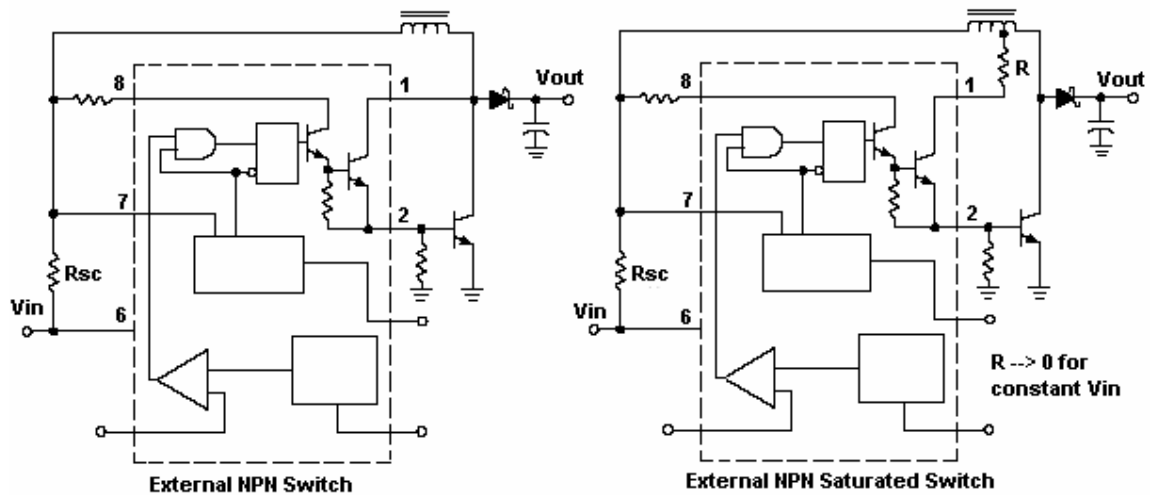 8
1
Vout
7
2
Rsc
Vin
6
External NPN Switch
8
R
1
Vout
7
2
Rsc
Vin
6
R --> 0 for
constant Vin
External NPN Saturated Switch